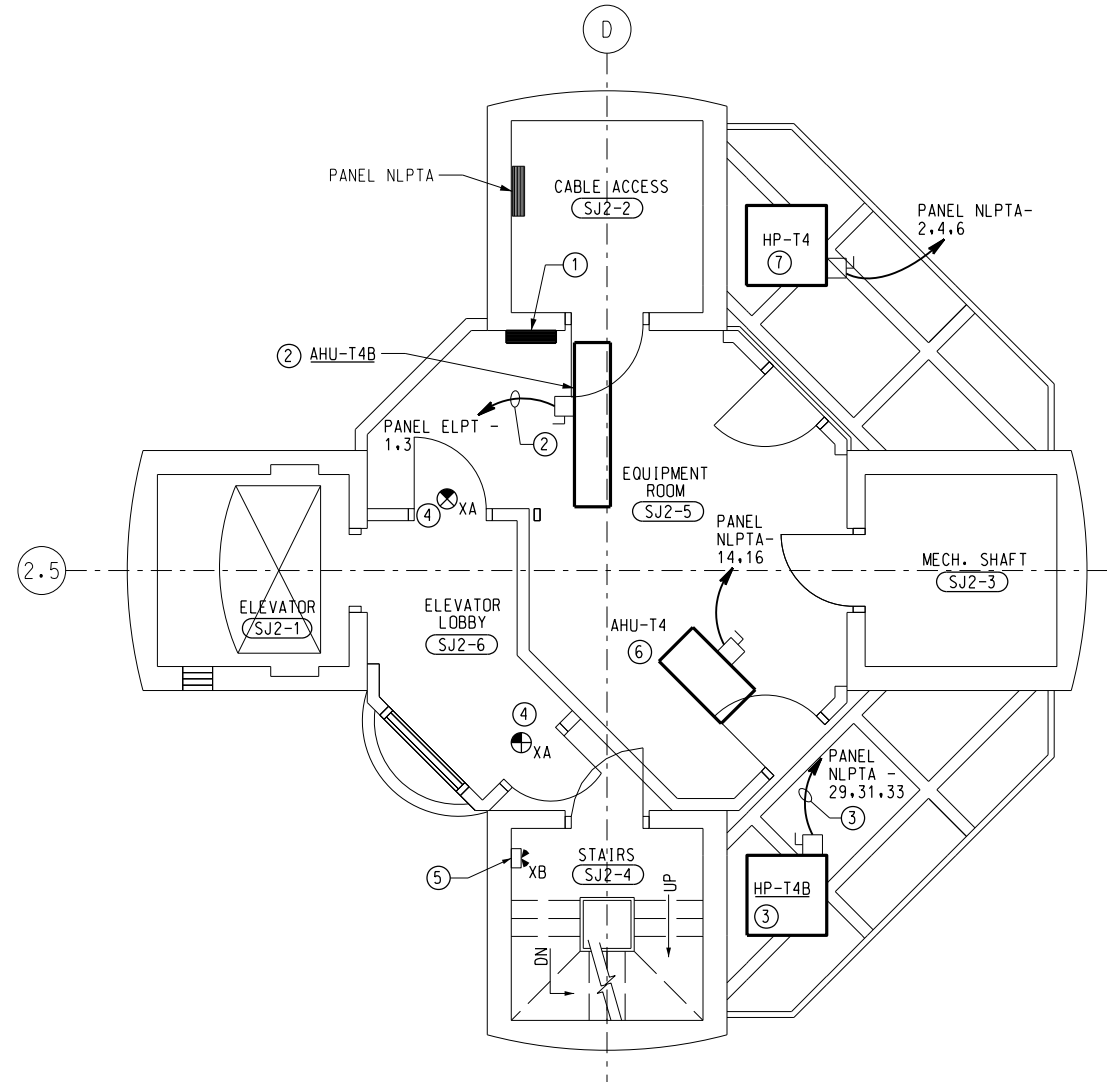 D
PANEL NLPTA
CABLE ACCESS
SJ2-2
PANEL NLPTA-
2,4,6
HP-T4
7
1
2 AHU-T4B
PANEL ELPT -
1,3
2
EQUIPMENT
ROOM
SJ2-5
XA
4
PANEL
NLPTA-
14,16
2.5
MECH. SHAFT
SJ2-3
ELEVATOR
SJ2-1
ELEVATOR
LOBBY
SJ2-6
AHU-T4
6
4
XA
PANEL
NLPTA -
29,31,33
3
STAIRS
SJ2-4
5
XB
UP
HP-T4B
3
DN